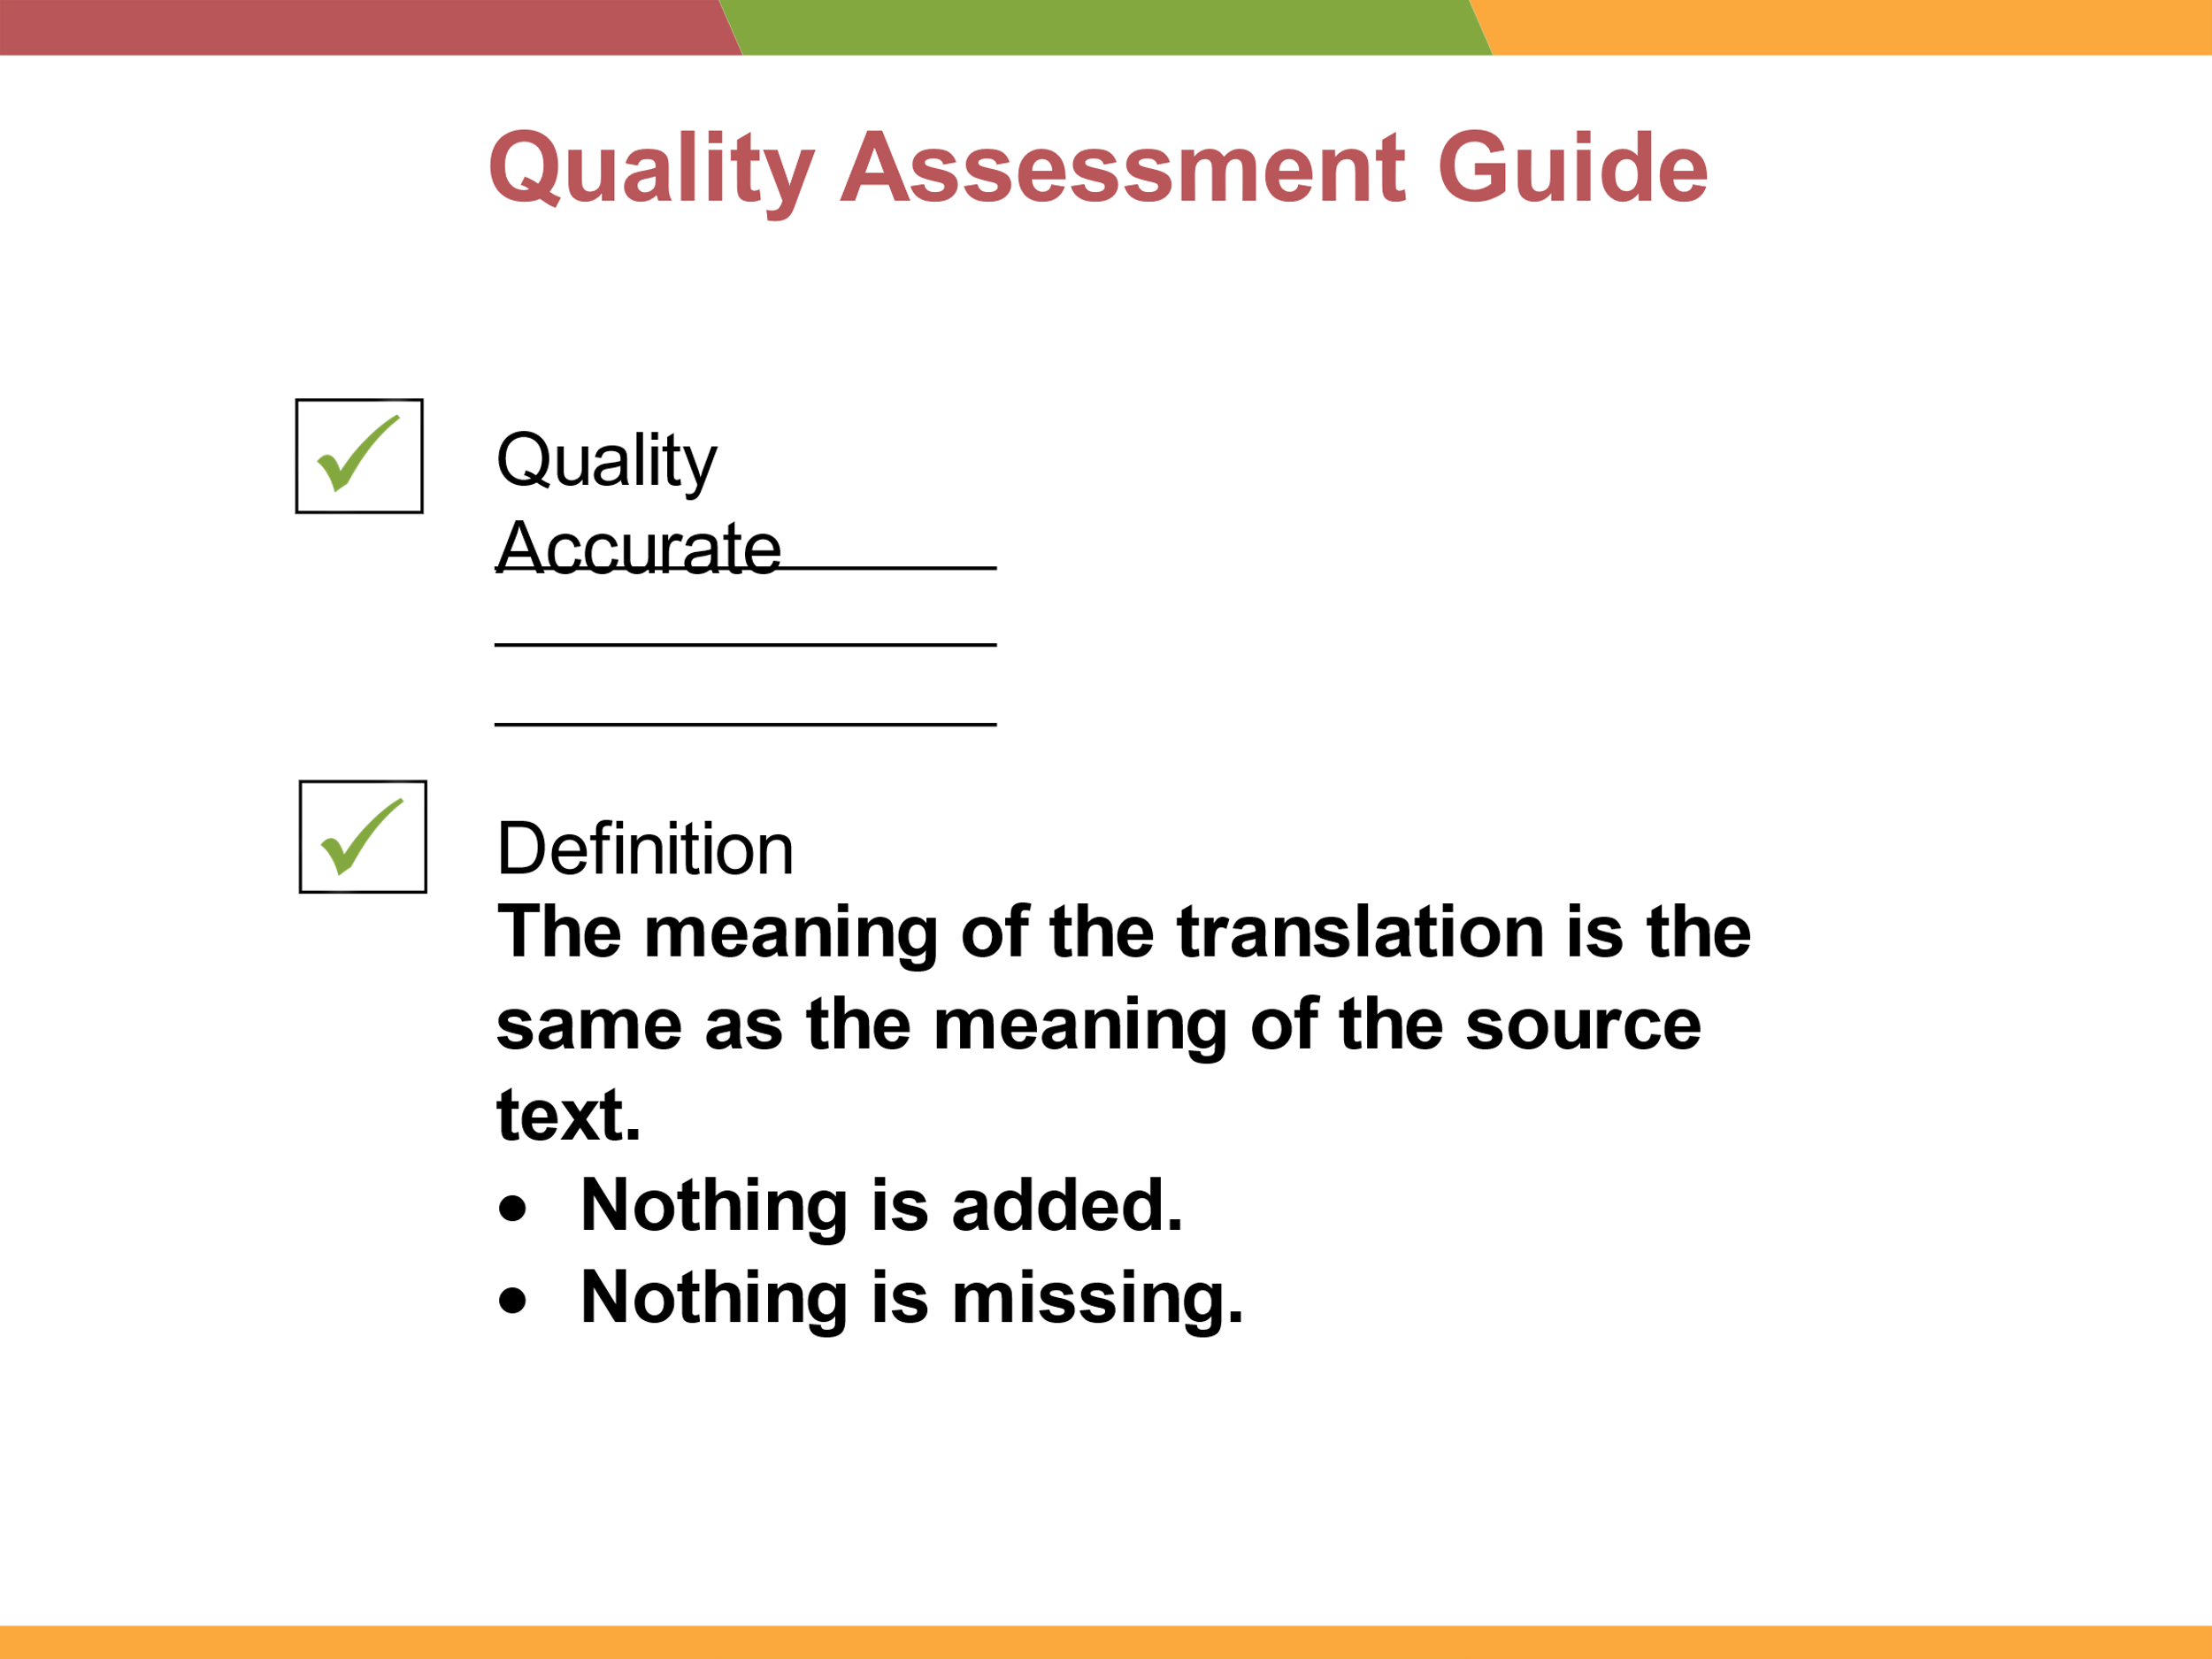 Quality Assessment Guide
Quality
Accurate
Definition
The meaning of the translation is the
same as the meaning of the source
text.
● Nothing is added.
● Nothing is missing.